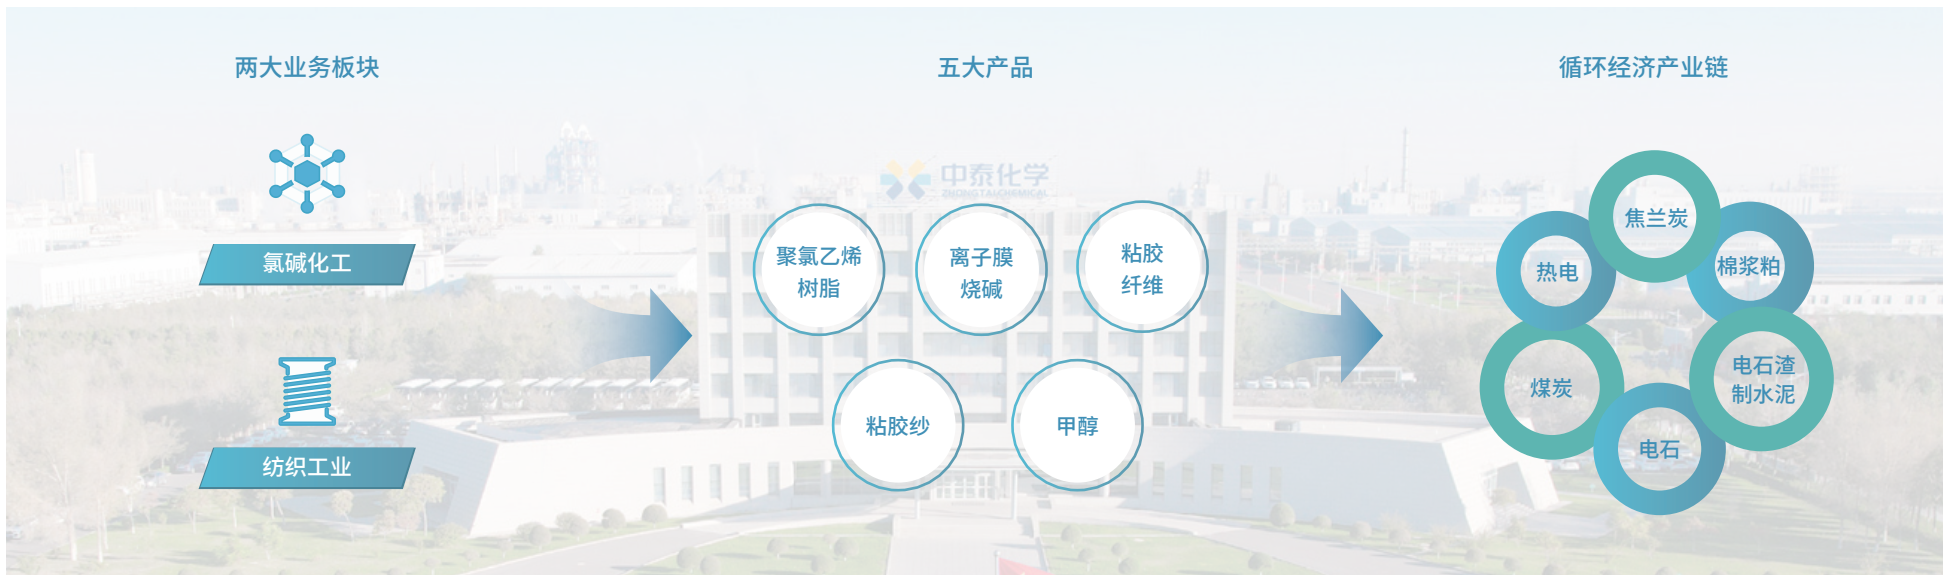 两大业务板块
五大产品
循环经济产业链
中泰化学
ZHONGTAI CHEMICAL
氯碱化工
纺织工业
聚氯乙烯
树脂
离子膜
烧碱
粘胶
纤维
粘胶纱
甲醇
焦兰炭
热电
棉浆粕
煤炭
电石渣
制水泥
电石